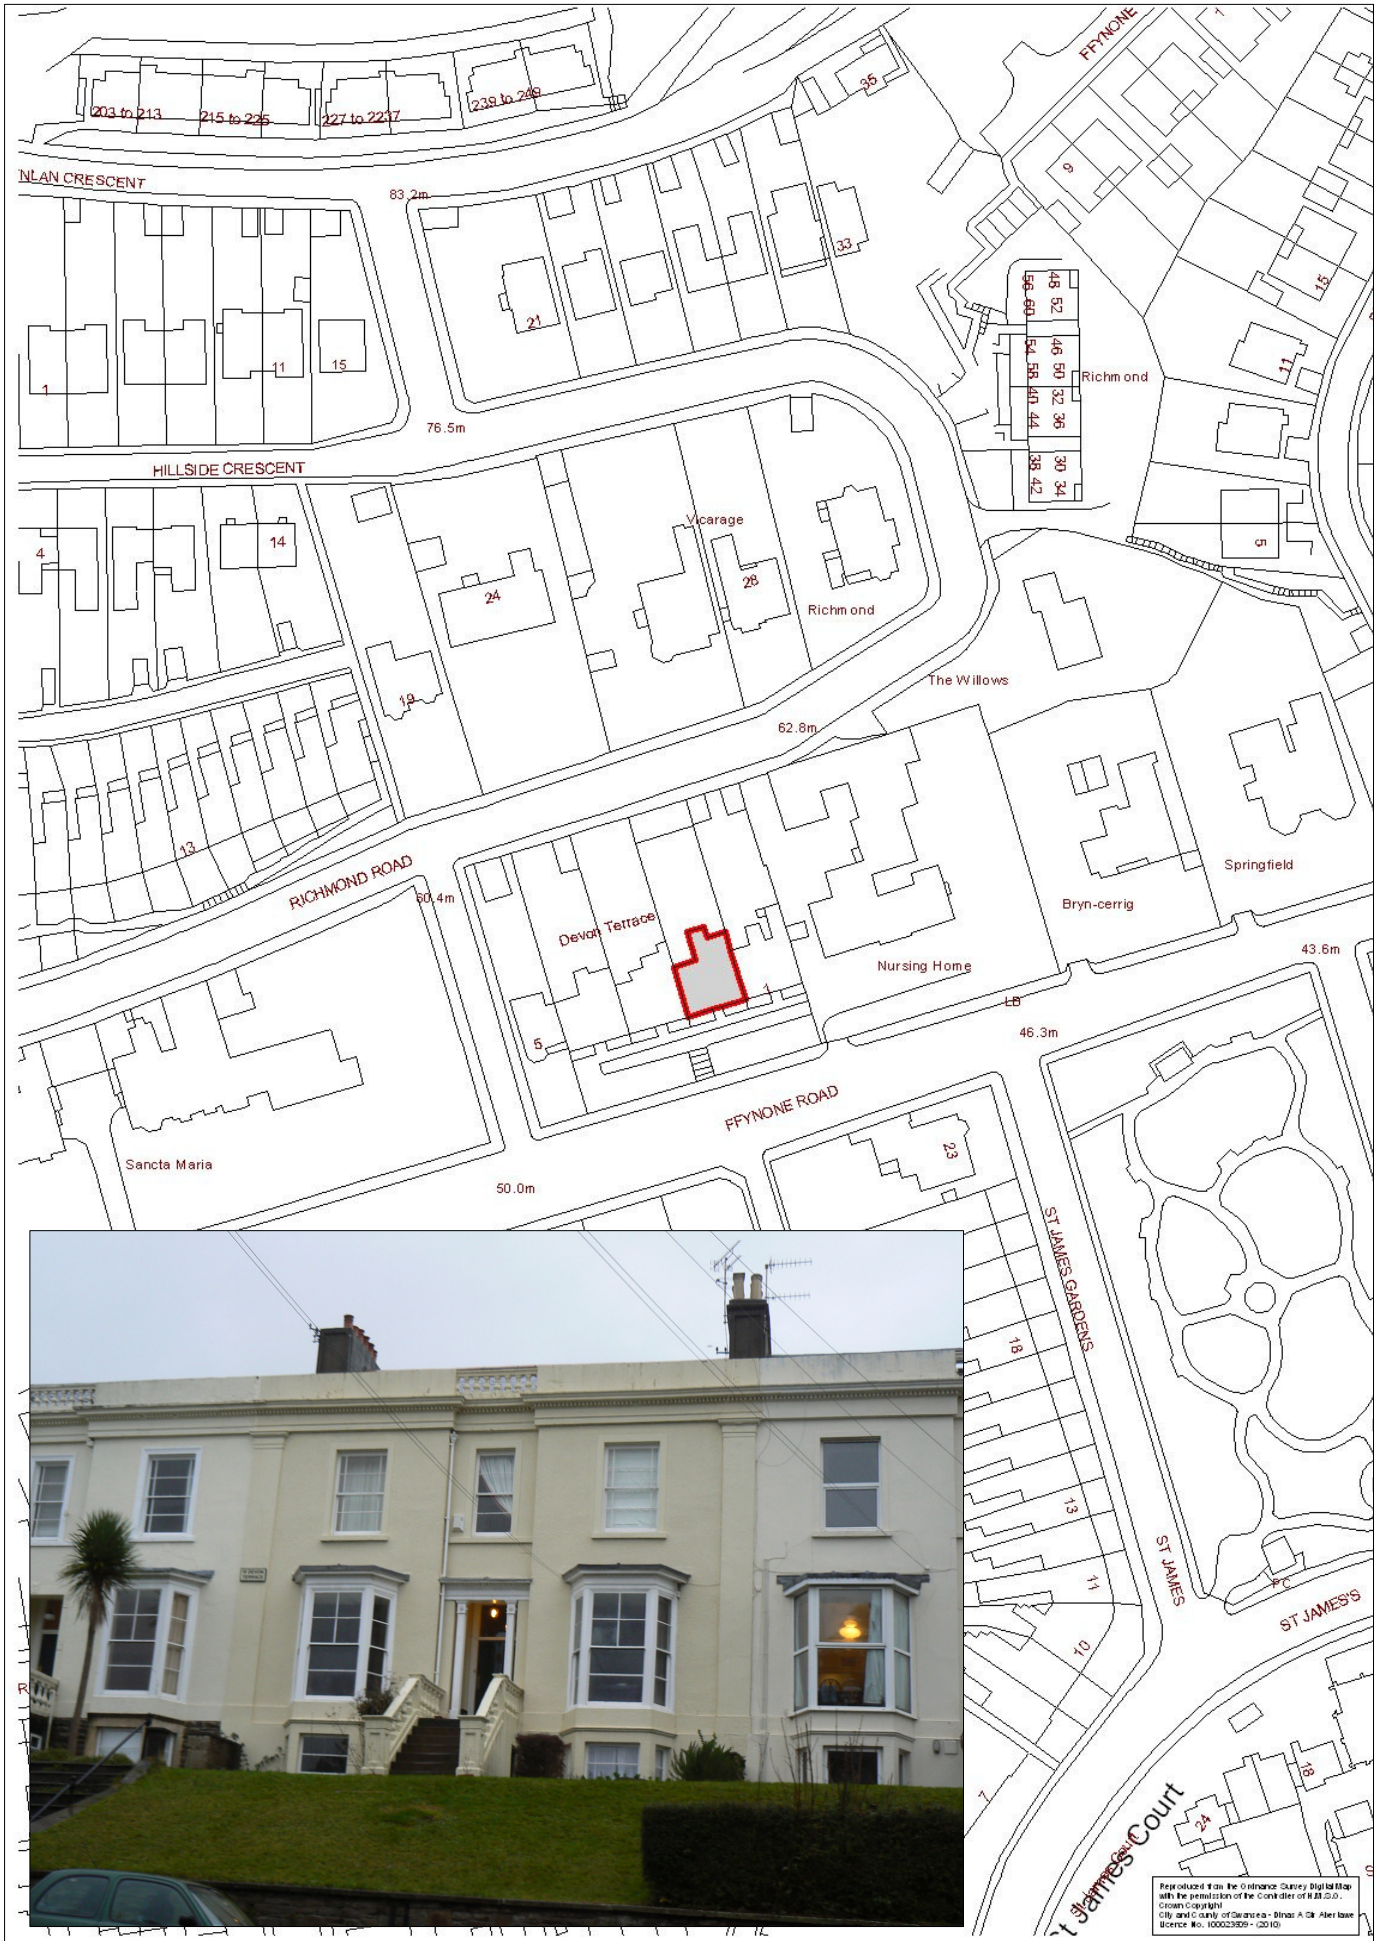 FFYNONE
1
35
203 to 213
215 to 225
227 to 2237
239 to 249
NLAN CRESCENT
83.2m
9
33
15
21
48 52
56 60
46 50
54 58
Richmond
32 36
40 44
30 34
38 42
11
1
11
15
76.5m
HILLSIDE CRESCENT
Vicarage
4
14
24
28
5
Richmond
19
The Willows
62.8m
13
RICHMOND ROAD
60.4m
Springfield
Devon Terrace
Bryn-cerrig
Nursing Home
43.6m
1
LB
46.3m
5
FFYNONE ROAD
23
Sancta Maria
50.0m
ST JAMES GARDENS
18
13
ST JAMES
11
PC
ST JAMES'S
10
R
7
18
24
St James Court
t James Court
Reproduced from the Ordnance Survey Digital Map
with the permission of the Controller of H.M.S.O.
Crown Copyright
City and County of Swansea - Dinas A Sir Abertawe
Licence No. 100023509 - (2010)